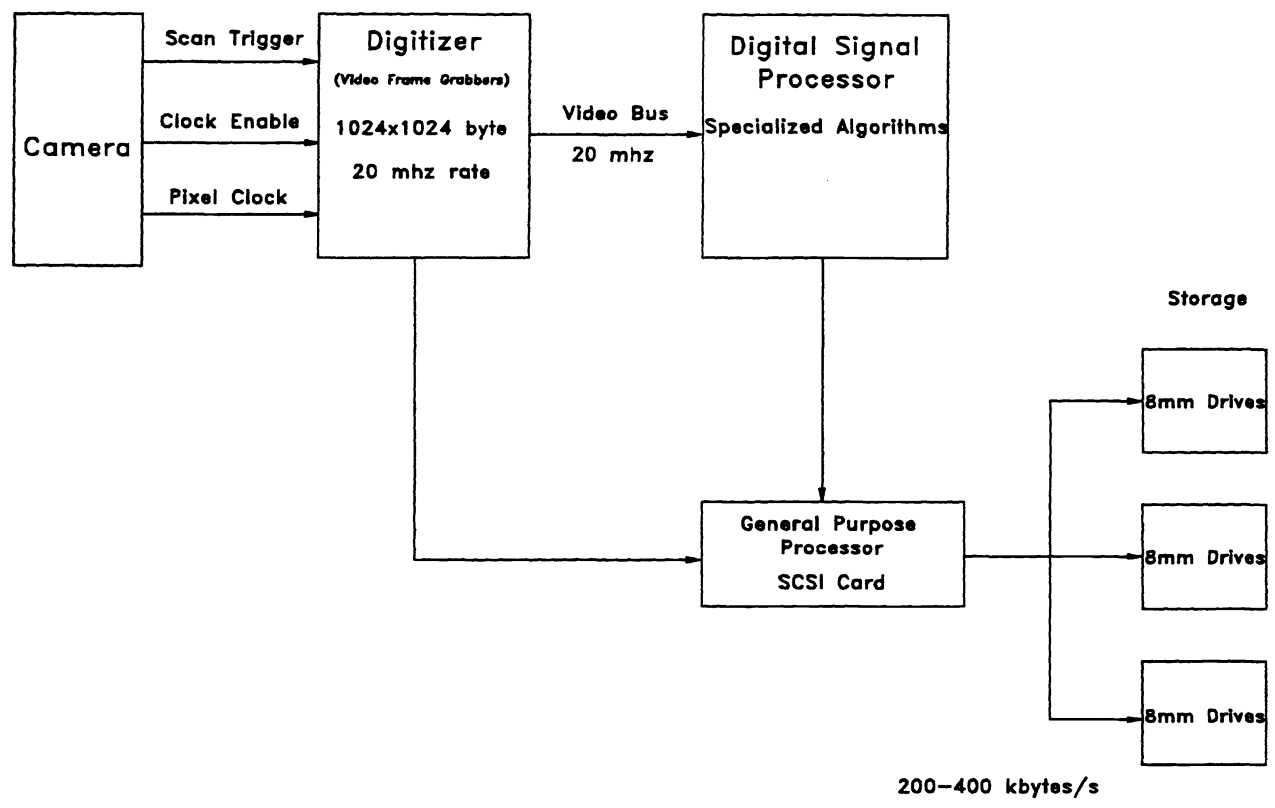 Camera
Scan Trigger
Clock Enable
Pixel Clock
Digitizer
(Video Frame Grabbers)
1024x1024 byte
20 mhz rate
Video Bus
20 mhz
Digital Signal
Processor
Specialized Algorithms
General Purpose
Processor
SCSI Card
Storage
8mm Drives
8mm Drives
8mm Drives
200-400 kbytes/s